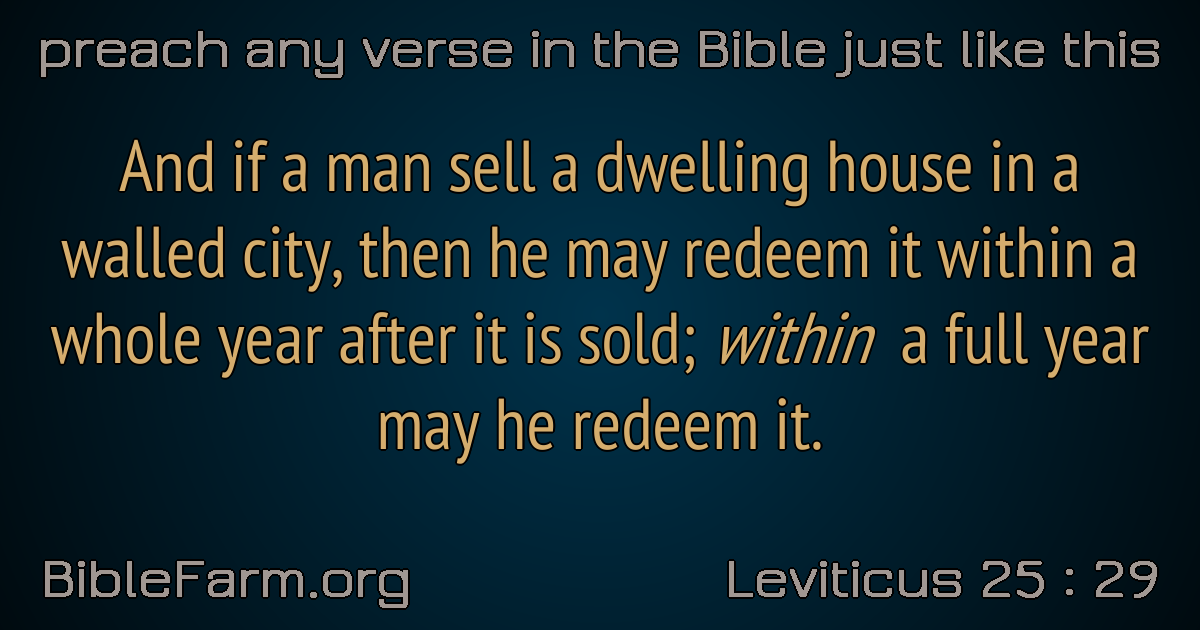 preach any verse in the Bible just like this
And if a man sell a dwelling house in a
walled city, then he may redeem it within a
whole year after it is sold; within a full year
may he redeem it.
BibleFarm.org
Leviticus 25 : 29